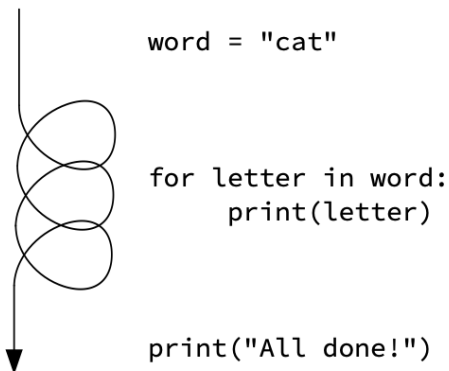 word = "cat"
for letter in word:
print(letter)
print("All done!")